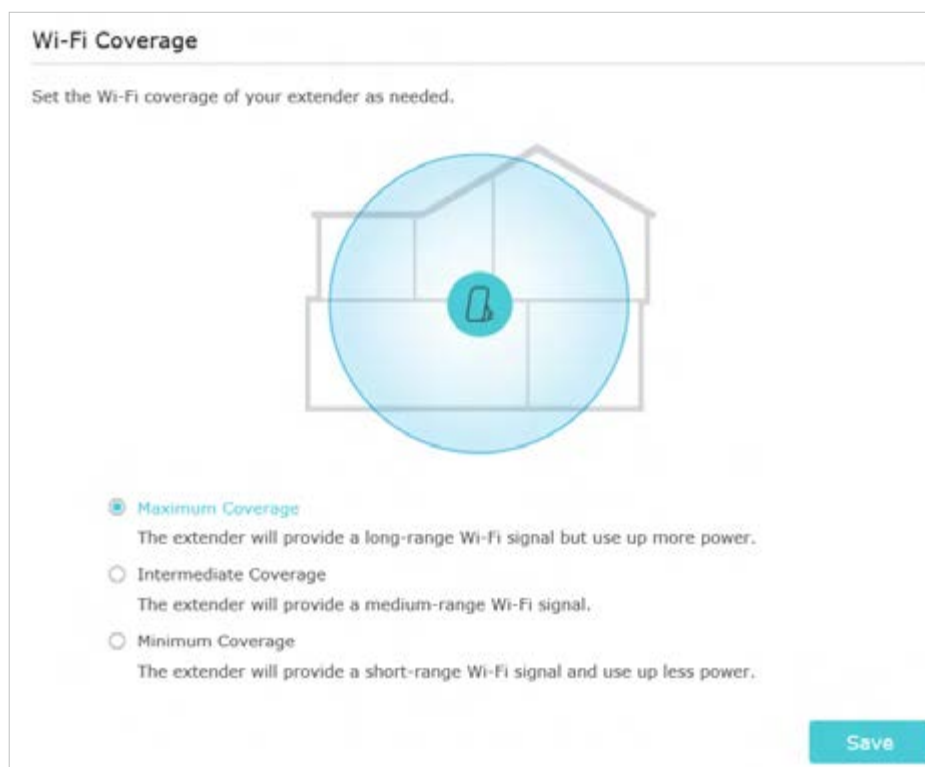 Wi-Fi Coverage
Set the Wi-Fi coverage of your extender as needed.
Maximum Coverage
The extender will provide a long-range Wi-Fi signal but use up more power.
Intermediate Coverage
The extender will provide a medium-range Wi-Fi signal.
Minimum Coverage
The extender will provide a short-range Wi-Fi signal and use up less power.
Save